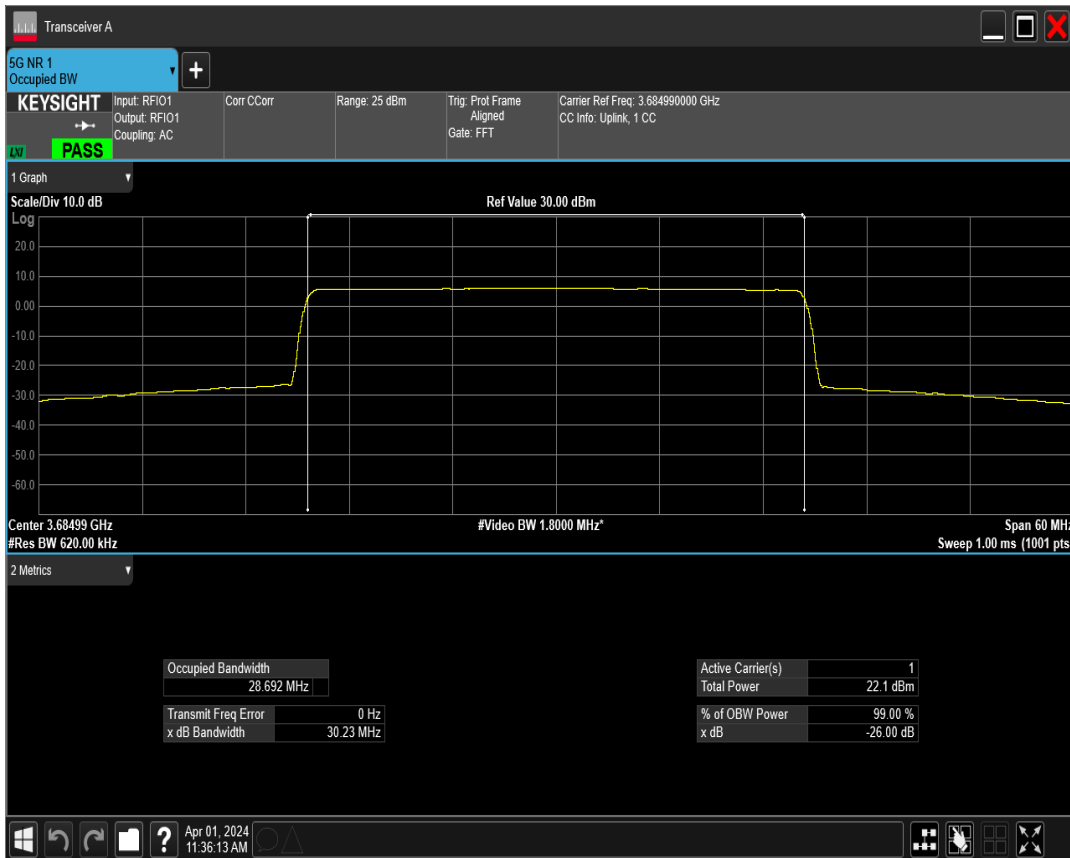 Transceiver A
5G NR 1
Occupied BW
KEYSIGHT
LXI
PASS
Input: RFIO1
Output: RFIO1
Coupling: AC
Corr CCorr
Range: 25 dBm
Trig: Prot Frame
Aligned
Gate: FFT
Carrier Ref Freq: 3.684990000 GHz
CC Info: Uplink, 1 CC
1 Graph
Scale/Div 10.0 dB
Ref Value 30.00 dBm
Log
20.0
10.0
0.00
-10.0
-20.0
-30.0
-40.0
-50.0
-60.0
Center 3.68499 GHz
#Video BW 1.8000 MHz*
Span 60 MHz
#Res BW 620.00 kHz
Sweep 1.00 ms (1001 pts
2 Metrics
Occupied Bandwidth
28.692 MHz
Transmit Freq Error 0 Hz
x dB Bandwidth 30.23 MHz
Active Carrier(s) 1
Total Power 22.1 dBm
% of OBW Power 99.00 %
x dB -26.00 dB
?
Apr 01, 2024
11:36:13 AM